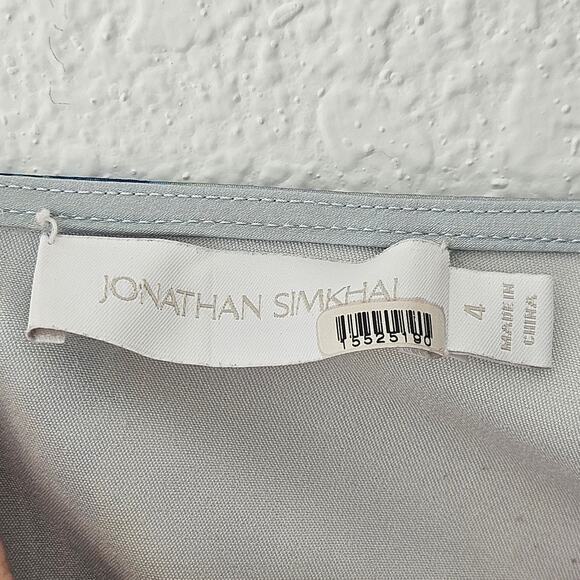 JONATHAN SIMKHAI
15525190
4
MADE IN
CHINA